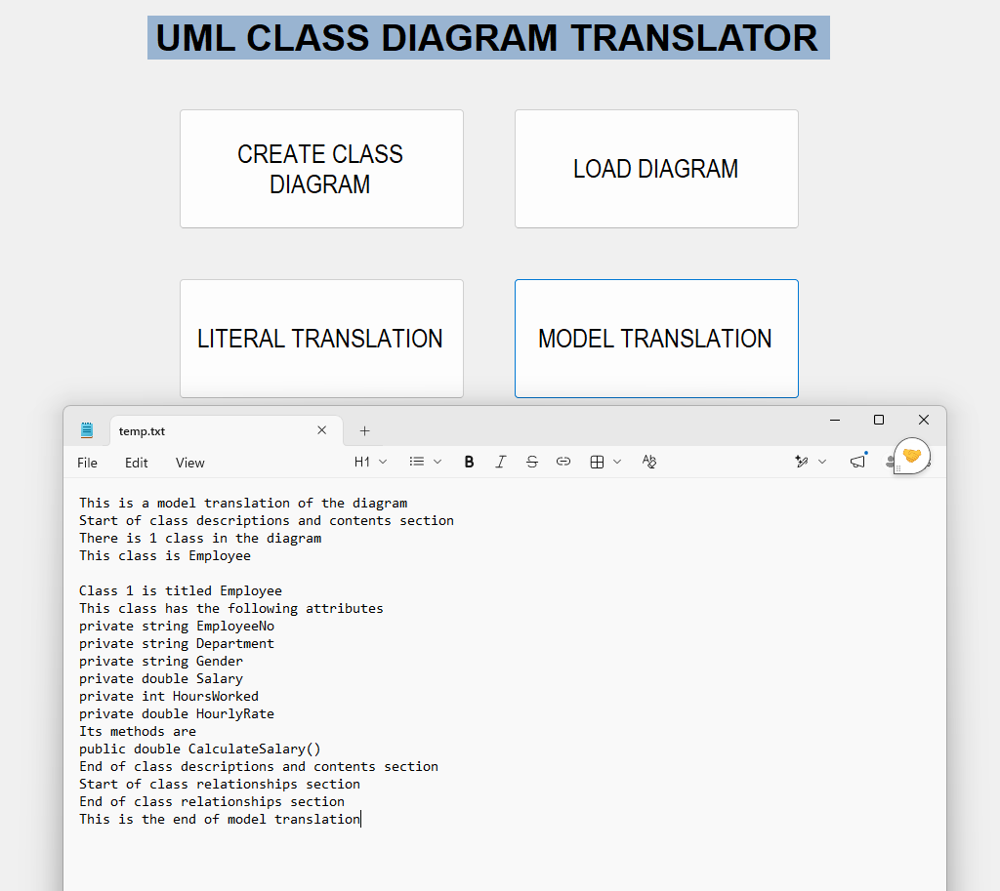 UML CLASS DIAGRAM TRANSLATOR
CREATE CLASS
DIAGRAM
LOAD DIAGRAM
LITERAL TRANSLATION
MODEL TRANSLATION
temp.txt
File Edit View H1 B I S
This is a model translation of the diagram
Start of class descriptions and contents section
There is 1 class in the diagram
This class is Employee
Class 1 is titled Employee
This class has the following attributes
private string EmployeeNo
private string Department
private string Gender
private double Salary
private int HoursWorked
private double HourlyRate
Its methods are
public double CalculateSalary()
End of class descriptions and contents section
Start of class relationships section
End of class relationships section
This is the end of model translation